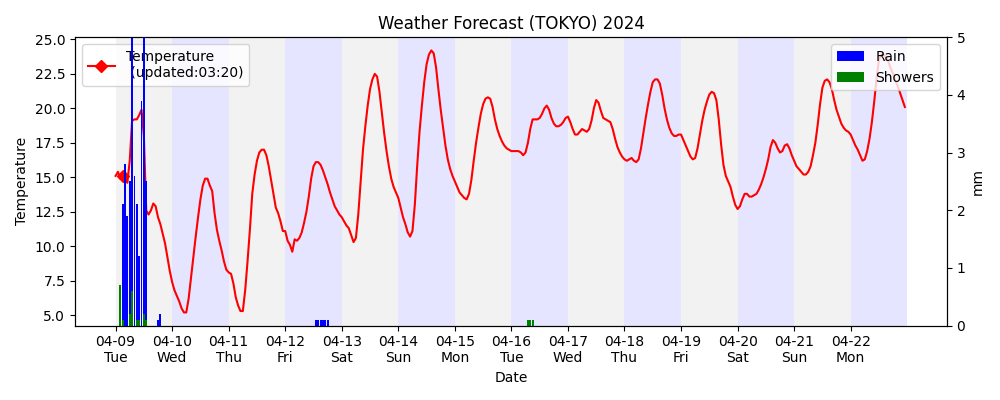 Weather Forecast (TOKYO) 2024
Temperature
(updated:03:20)
Rain
Showers
Temperature
25.0
22.5
20.0
17.5
15.0
12.5
10.0
7.5
5.0
5
4
3
2
1
0
mm
04-09 04-10 04-11 04-12 04-13 04-14 04-15 04-16 04-17 04-18 04-19 04-20 04-21 04-22
Tue Wed Thu Fri Sat Sun Mon Tue Wed Thu Fri Sat Sun Mon
Date